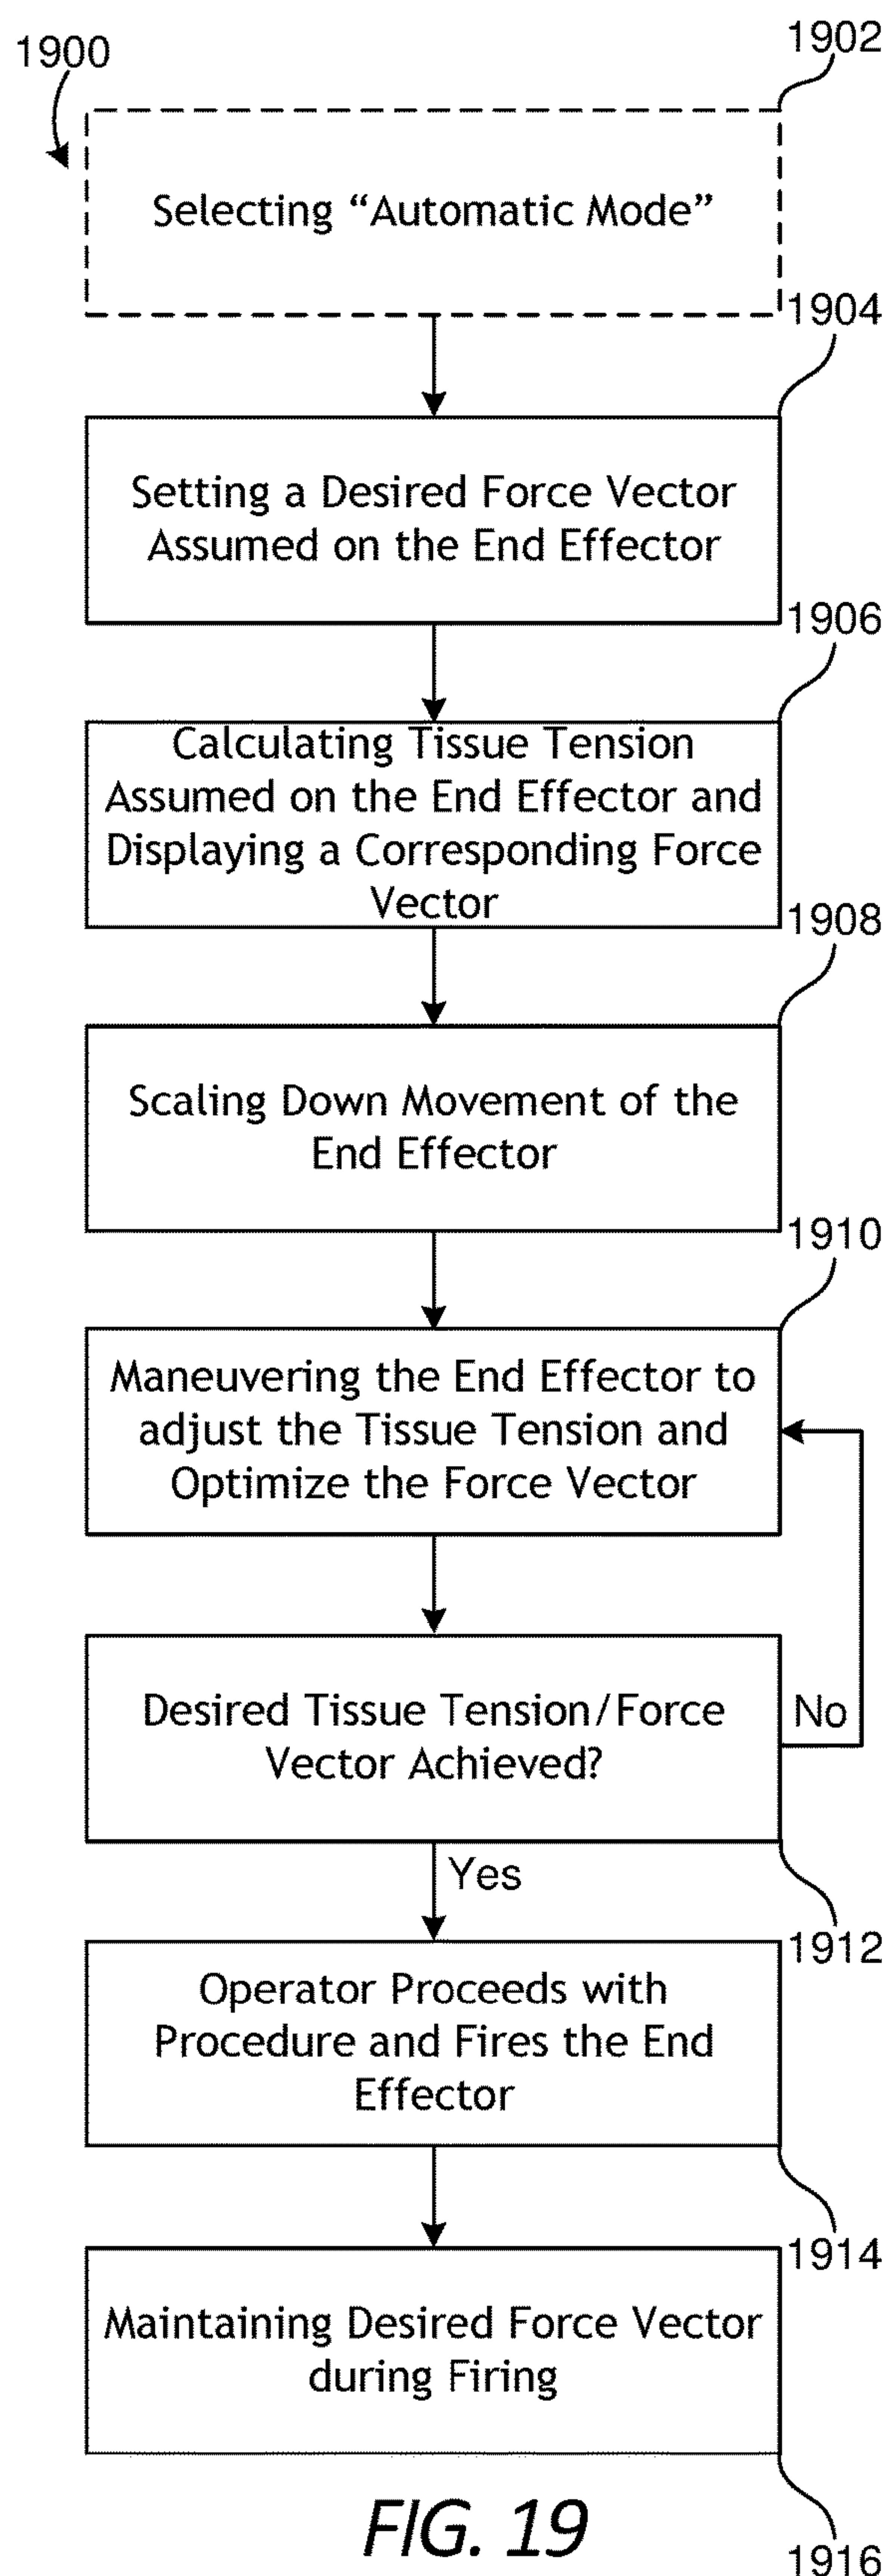 1900
1902
Selecting “Automatic Mode”
1904
Setting a Desired Force Vector
Assumed on the End Effector
1906
Calculating Tissue Tension
Assumed on the End Effector and
Displaying a Corresponding Force
Vector
1908
Scaling Down Movement of the
End Effector
1910
Maneuvering the End Effector to
adjust the Tissue Tension and
Optimize the Force Vector
Desired Tissue Tension/Force
Vector Achieved?
No
Yes
1912
Operator Proceeds with
Procedure and Fires the End
Effector
1914
Maintaining Desired Force Vector
during Firing
1916
FIG. 19